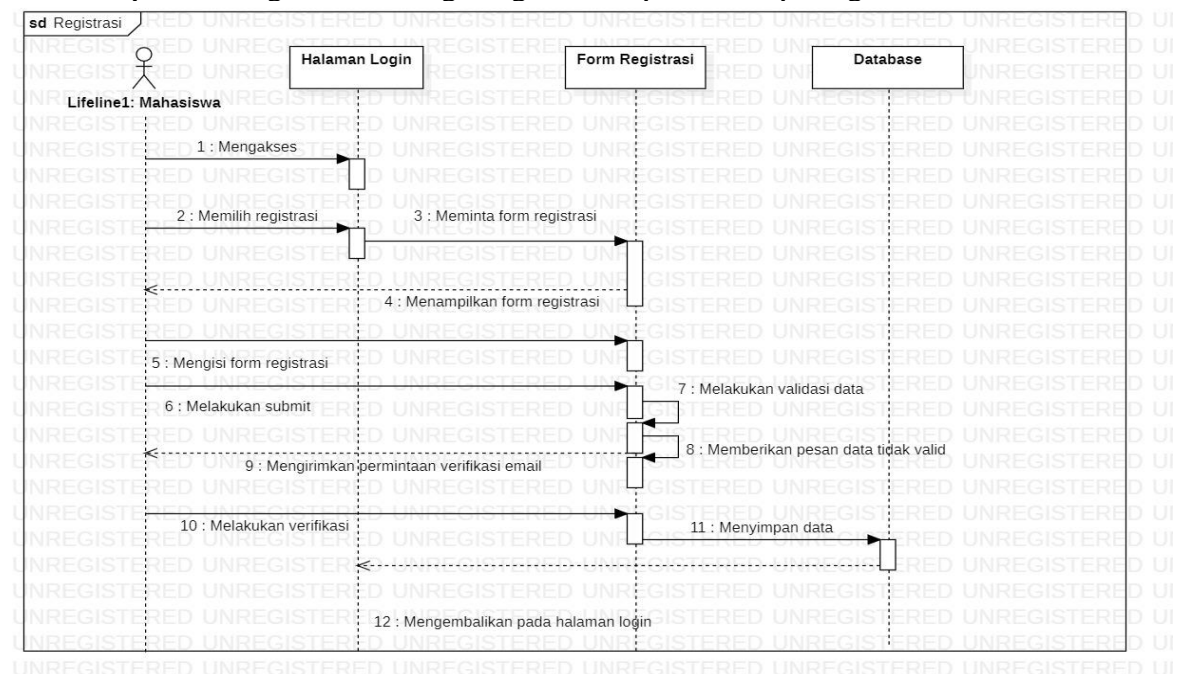 sd Registrasi
Halaman Login
Form Registrasi
Database
Lifeline1: Mahasiswa
1 : Mengakses
2 : Memilih registrasi
3 : Meminta form registrasi
4 : Menampilkan form registrasi
5 : Mengisi form registrasi
6 : Melakukan submit
7 : Melakukan validasi data
8 : Memberikan pesan data tidak valid
9 : Mengirimkan permintaan verifikasi email
10 : Melakukan verifikasi
11 : Menyimpan data
12 : Mengembalikan pada halaman login
UNREGISTERED